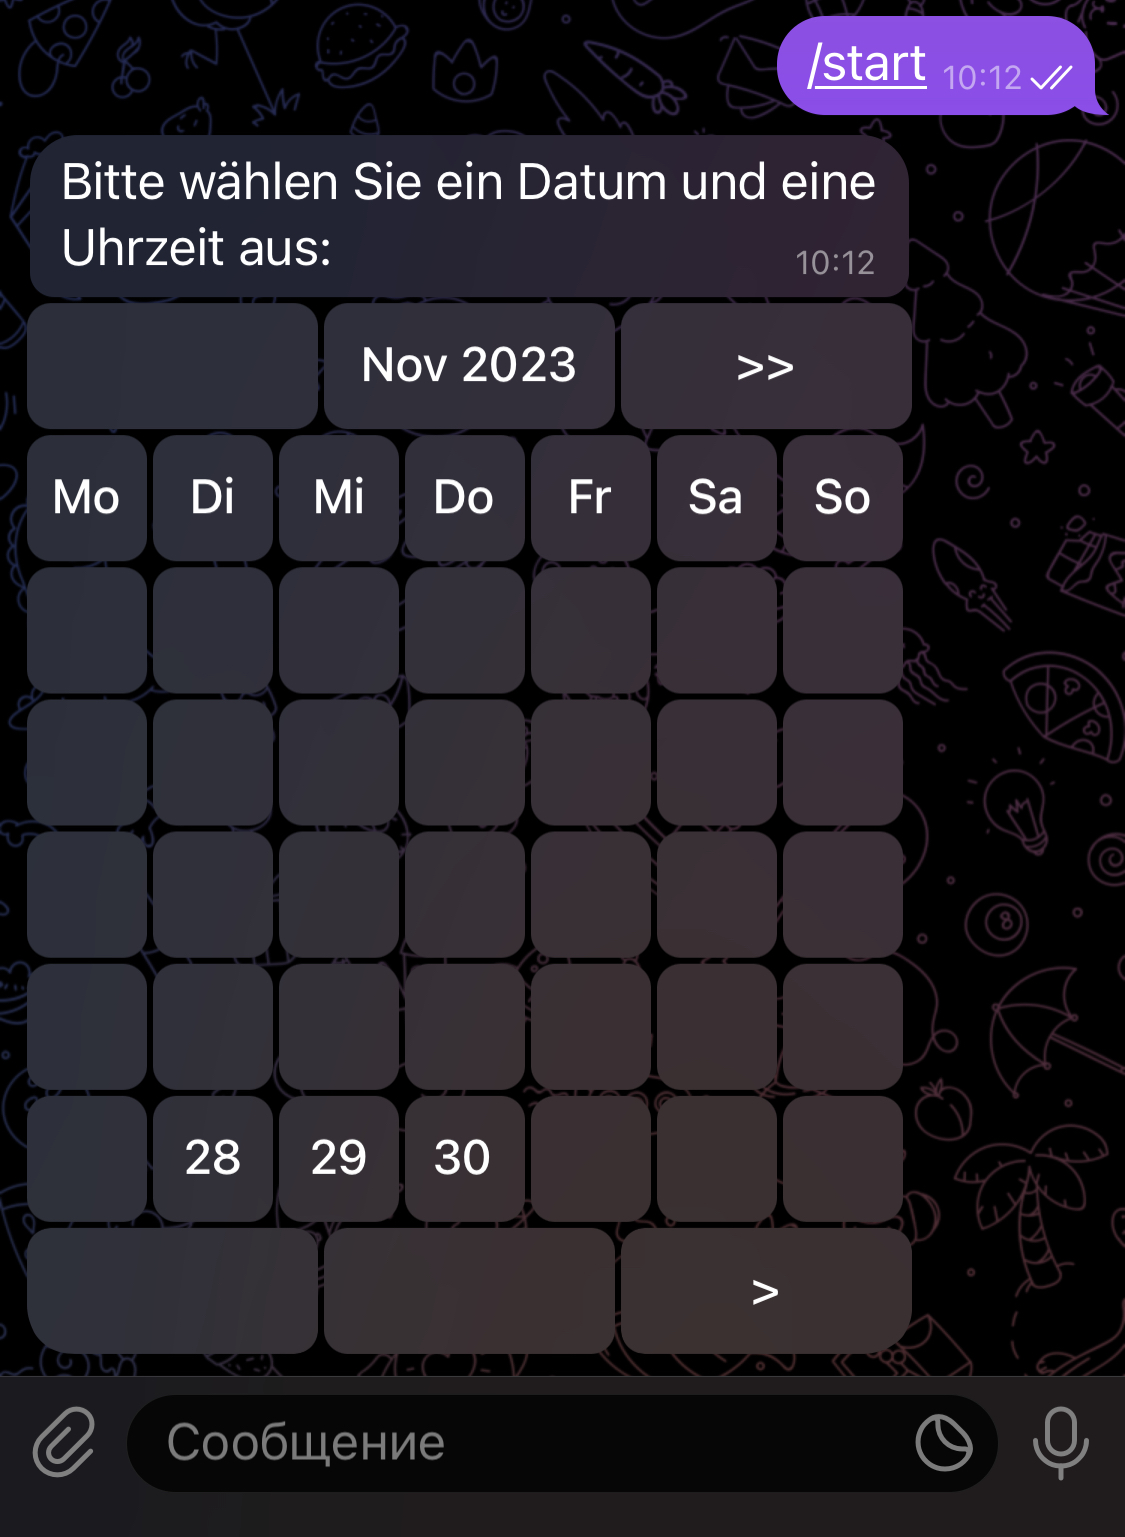 /start 10:12
Bitte wählen Sie ein Datum und eine
Uhrzeit aus:
10:12
Nov 2023 >>
Mo Di Mi Do Fr Sa So
28 29 30
>
Сообщение